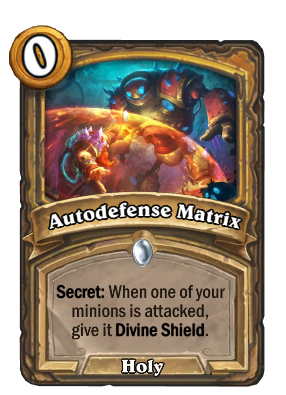 0
Autodefense Matrix
Secret: When one of your
minions is attacked,
give it Divine Shield.
Holy